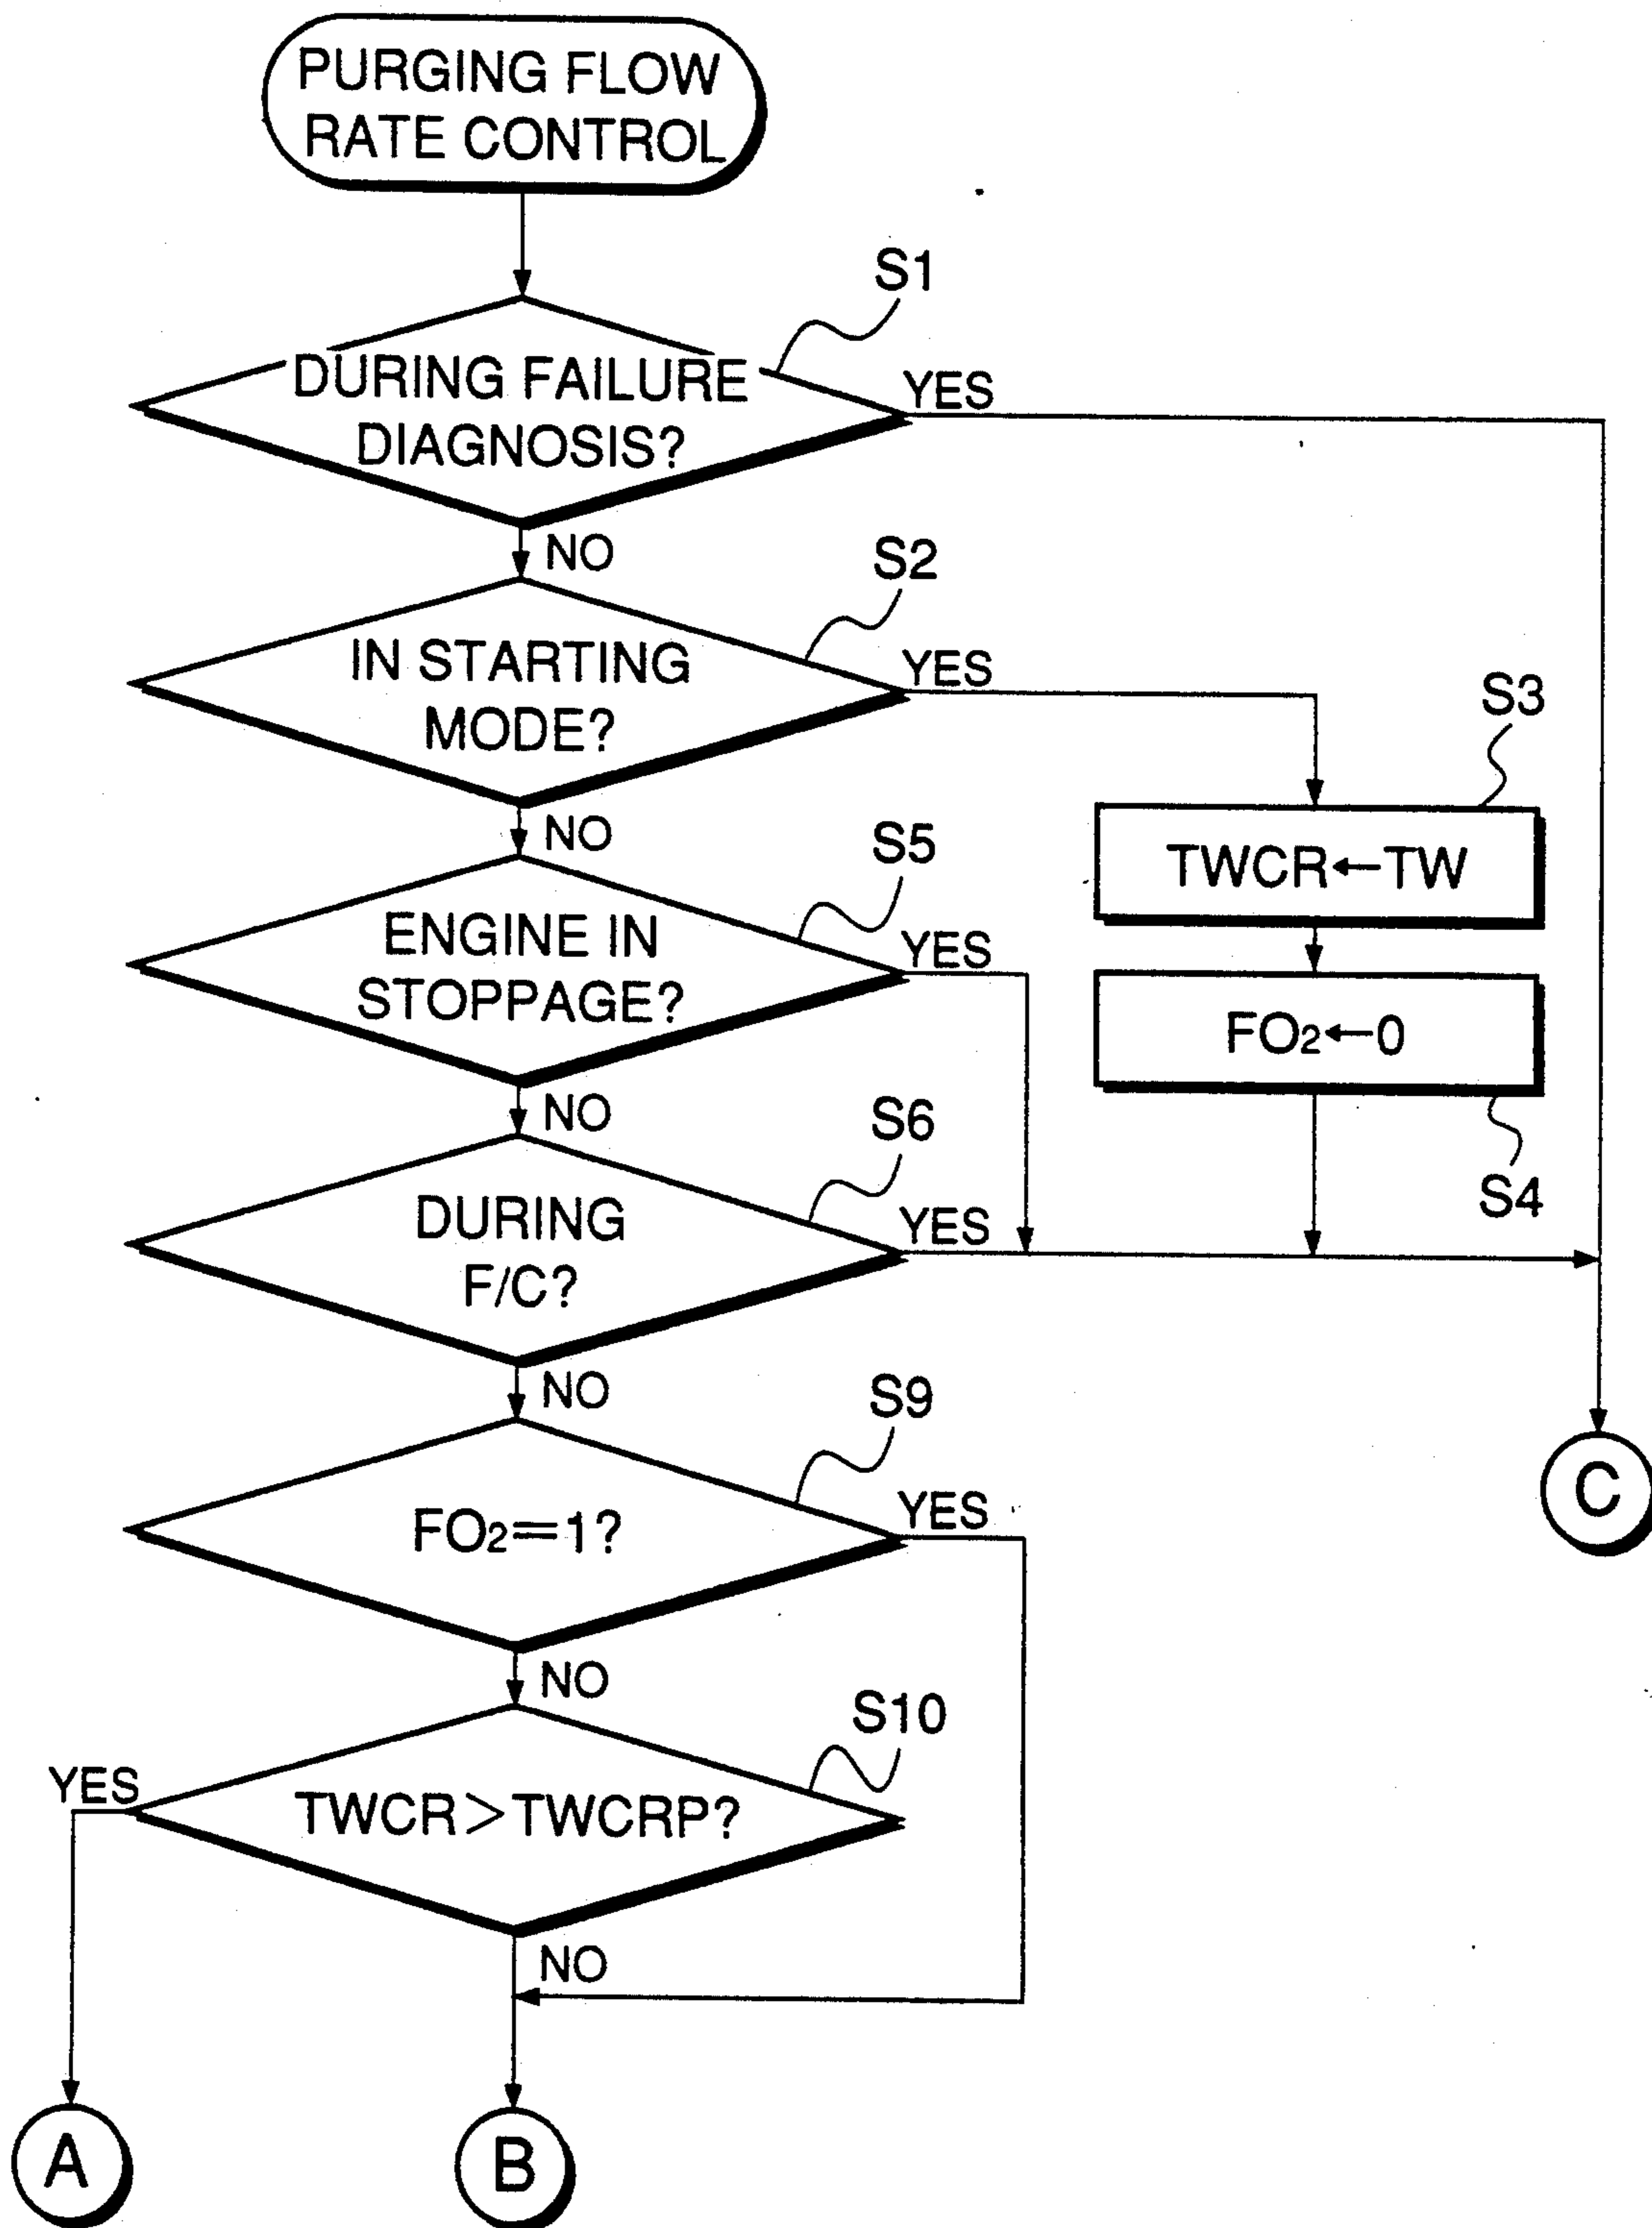 PURGING FLOW
RATE CONTROL
S1
DURING FAILURE
DIAGNOSIS?
YES
NO
S2
IN STARTING
MODE?
YES
S3
TWCR←TW
NO
S5
ENGINE IN
STOPPAGE?
YES
FO₂←0
S4
NO
S6
DURING
F/C?
YES
NO
S9
FO₂=1?
YES
C
NO
S10
TWCR>TWCRP?
YES
NO
A
B